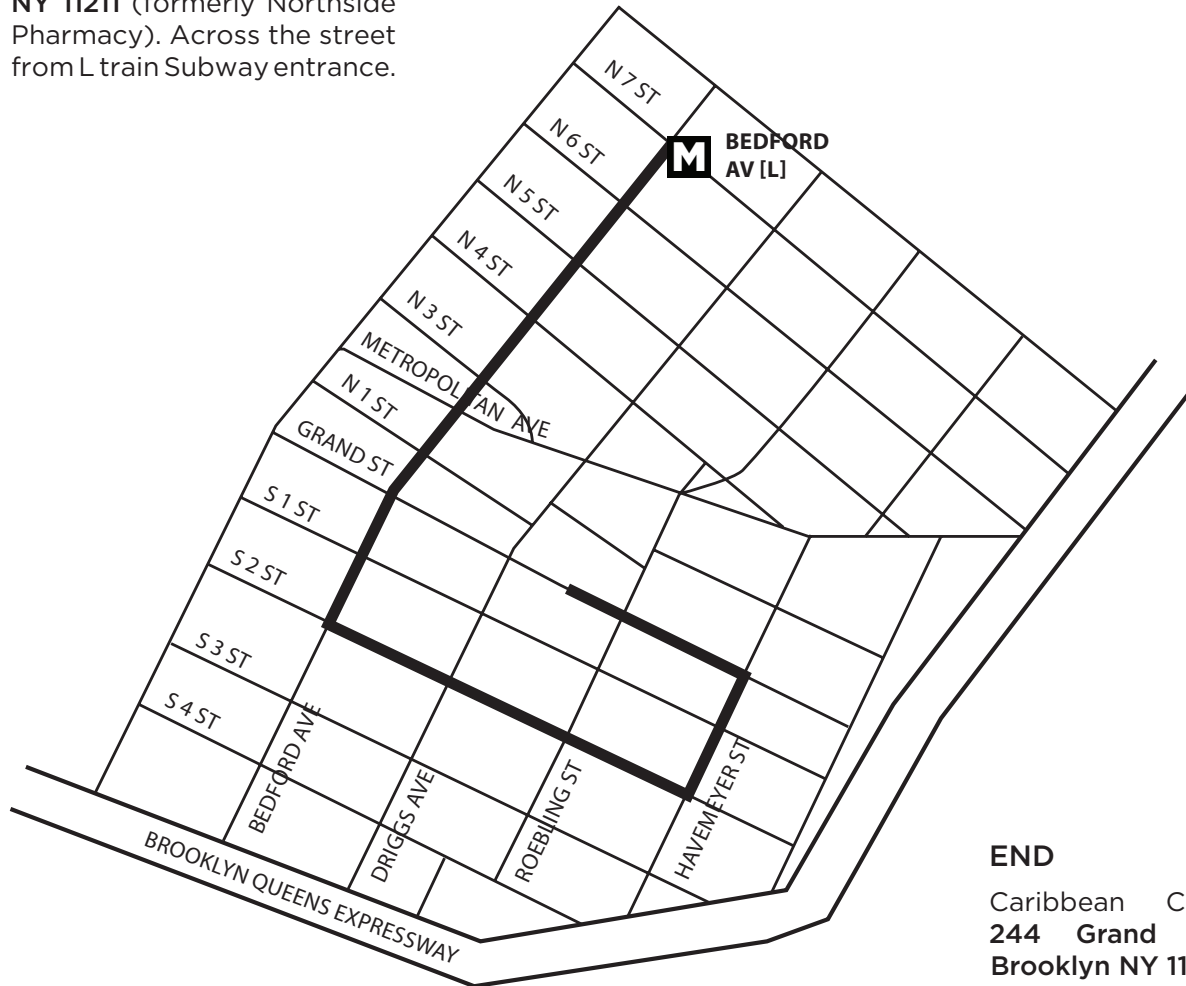 NY 11211 (formerly Northside
Pharmacy). Across the street
from L train Subway entrance.
N 7 ST
M
BEDFORD
AV [L]
N 6 ST
N 5 ST
N 4 ST
N 3 ST
METROPOLITAN AVE
N 1 ST
GRAND ST
S 1 ST
S 2 ST
S 3 ST
S 4 ST
BEDFORD AVE
DRIGGS AVE
ROEBLING ST
HAVEMEYER ST
BROOKLYN QUEENS EXPRESSWAY
END
Caribbean C
244 Grand
Brooklyn NY 11